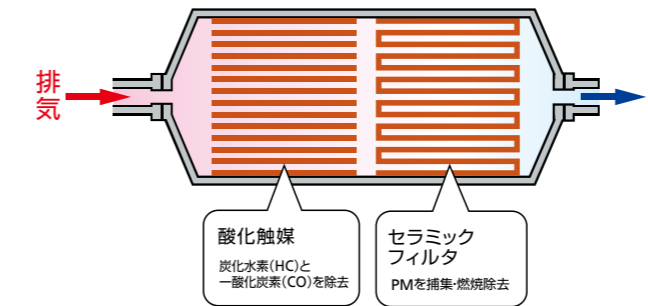 排気
酸化触媒
炭化水素(HC)と
一酸化炭素(CO)を除去
セラミック
フィルタ
PMを捕集・燃焼除去